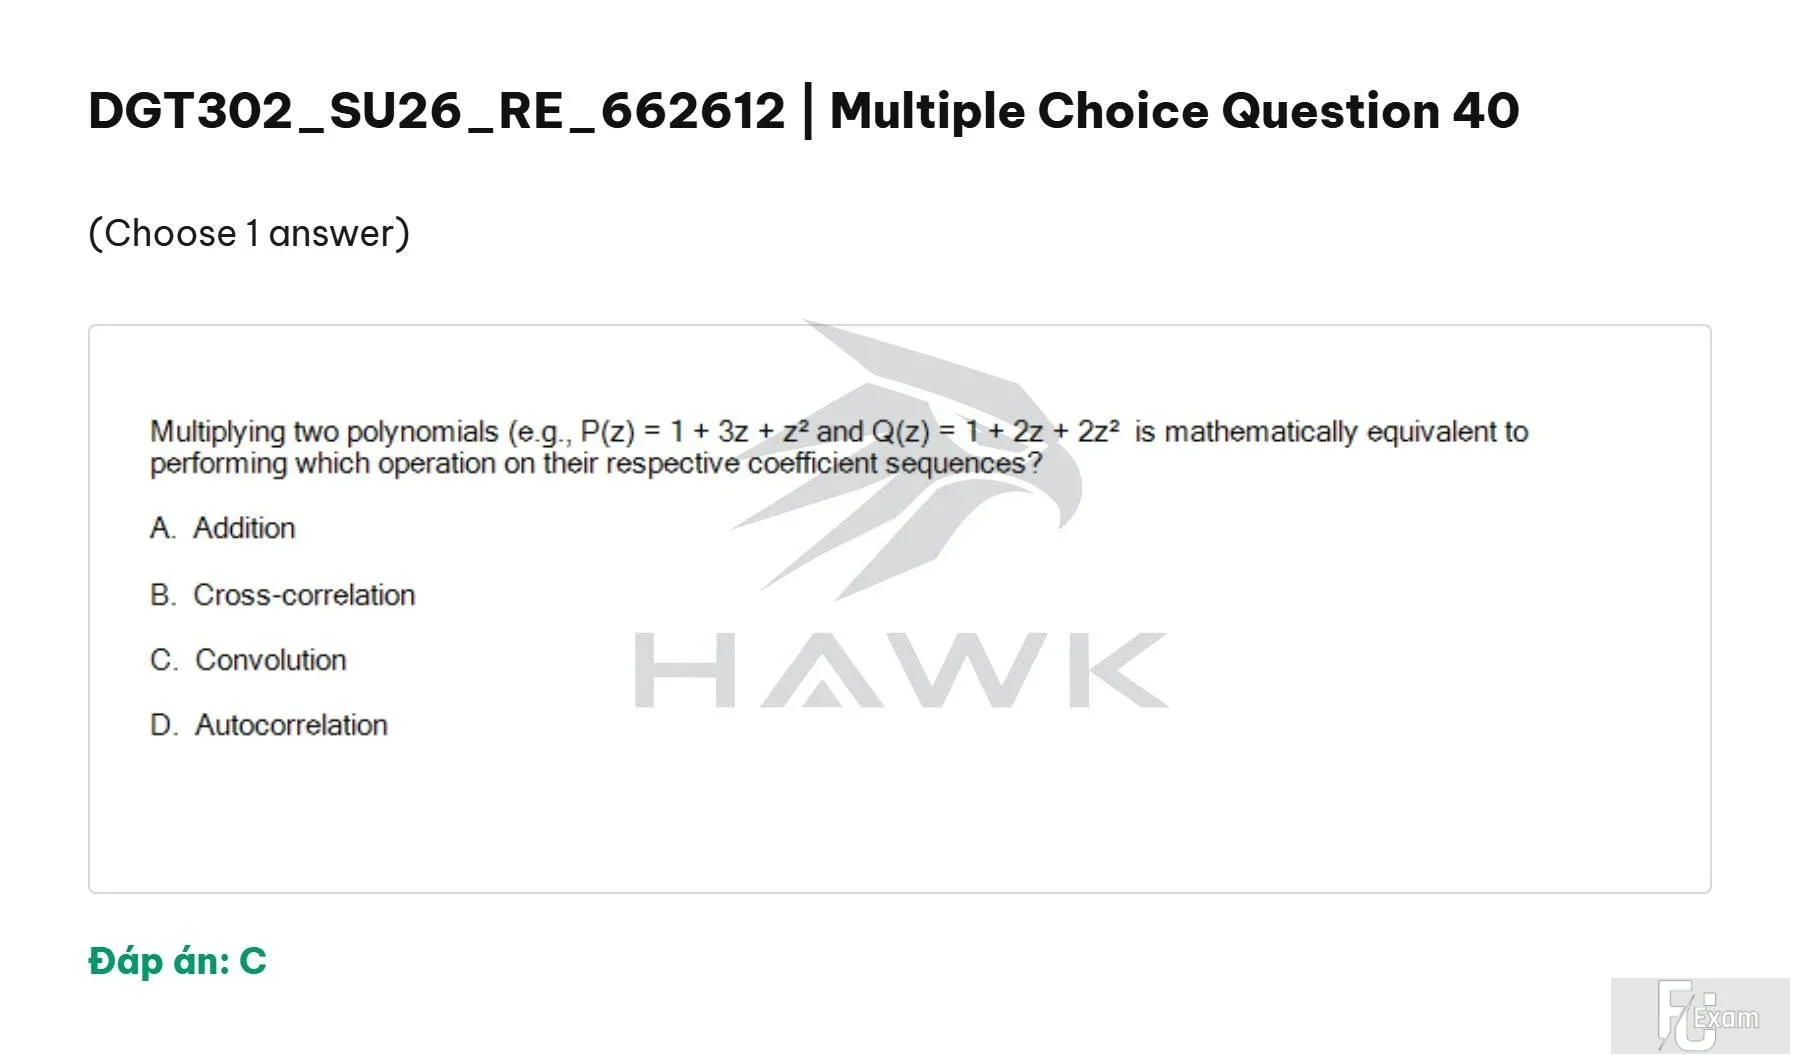 DGT302_SU26_RE_662612 | Multiple Choice Question 40
(Choose 1 answer)
Multiplying two polynomials (e.g., P(z) = 1 + 3z + z² and Q(z) = 1 + 2z + 2z² is mathematically equivalent to
performing which operation on their respective coefficient sequences?
A. Addition
B. Cross-correlation
C. Convolution
D. Autocorrelation
HAWK
Đáp án: C
FC Exam